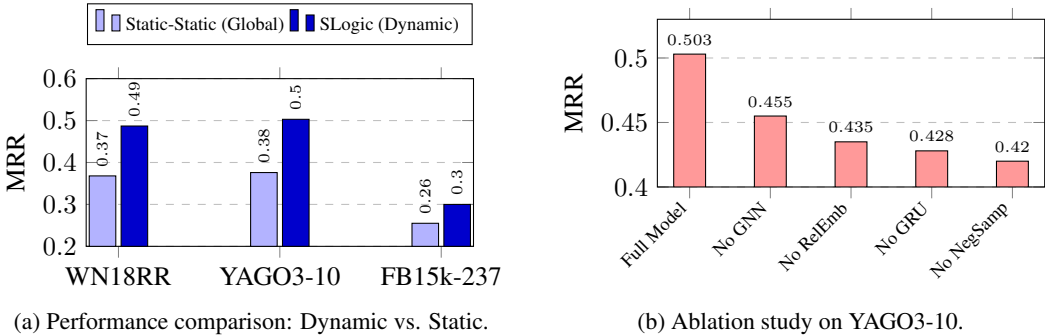 Static-Static (Global) SLogic (Dynamic)
MRR
0.6
0.5
0.4
0.3
0.2
0.37
0.49
0.38
0.5
0.26
0.3
WN18RR YAGO3-10 FB15k-237
(a) Performance comparison: Dynamic vs. Static.
MRR
0.5
0.45
0.4
0.503
0.455
0.435
0.428
0.42
Full Model
No GNN
No RelEmb
No GRU
No NegSamp
(b) Ablation study on YAGO3-10.